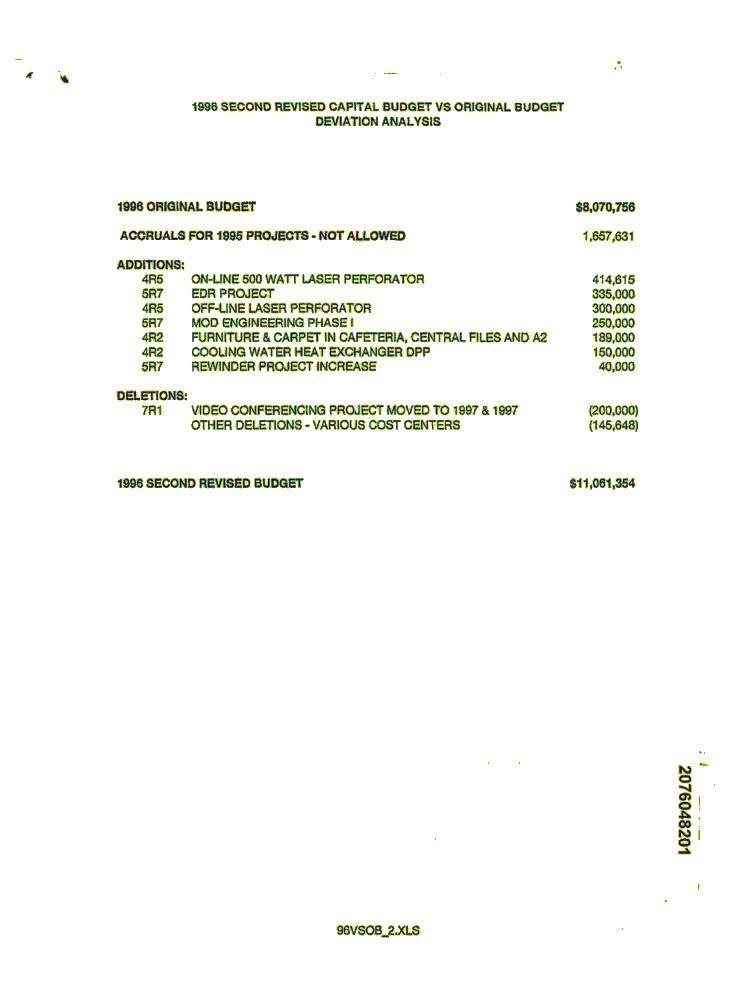 1996 SECOND REVISED CAPITAL BUDGET VS ORIGINAL BUDGET
DEVIATION ANALYSIS
1996 ORIGINAL BUDGET $8,070,756
ACCRUALS FOR 1995 PROJECTS - NOT ALLOWED 1,657,631
ADDITIONS:
4R5 ON-LINE 500 WATT LASER PERFORATOR 414,615
5R7 EDR PROJECT 335,000
4R5 OFF-LINE LASER PERFORATOR 300,000
5R7 MOD ENGINEERING PHASE I 250,000
4R2 FURNITURE & CARPET IN CAFETERIA, CENTRAL FILES AND A2 189,000
4R2 COOLING WATER HEAT EXCHANGER DPP 150,000
5R7 REWINDER PROJECT INCREASE 40,000
DELETIONS:
7R1 VIDEO CONFERENCING PROJECT MOVED TO 1997 & 1997 (200,000)
OTHER DELETIONS - VARIOUS COST CENTERS (145,648)
1996 SECOND REVISED BUDGET $11,061,354
2076048201
96VSOB_2.XLS